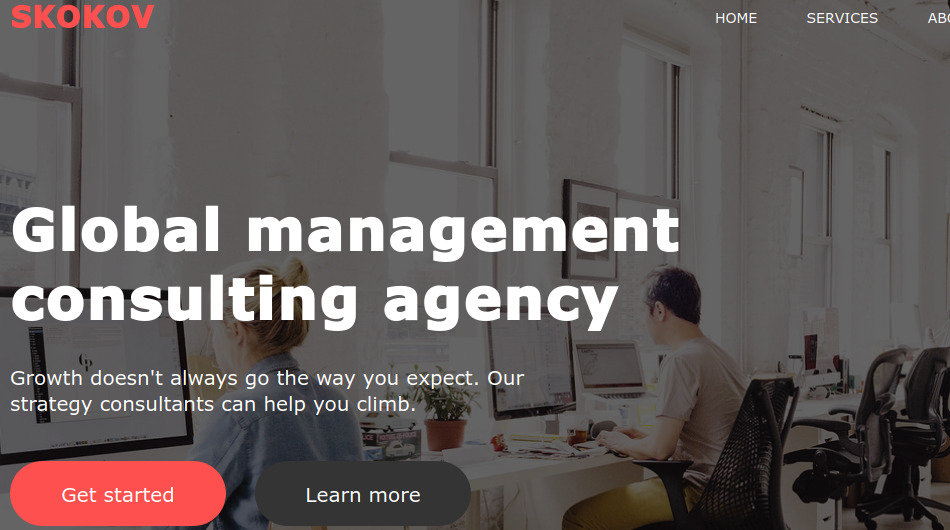 SKOKOV
HOME SERVICES
Global management
consulting agency
Growth doesn't always go the way you expect. Our
strategy consultants can help you climb.
Get started Learn more